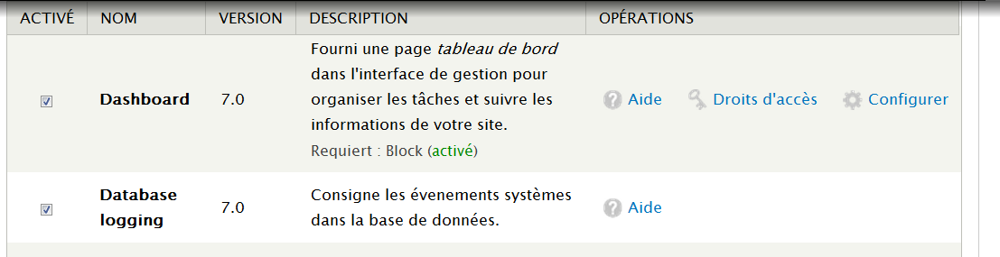 ACTIVÉ NOM VERSION DESCRIPTION OPÉRATIONS
Fourni une page tableau de bord
dans l'interface de gestion pour
Dashboard 7.0 organiser les tâches et suivre les ? Aide Droits d'accès Configurer
informations de votre site.
Requiert : Block (activé)
Database
logging
7.0
Consigne les évenements systèmes
dans la base de données.
? Aide